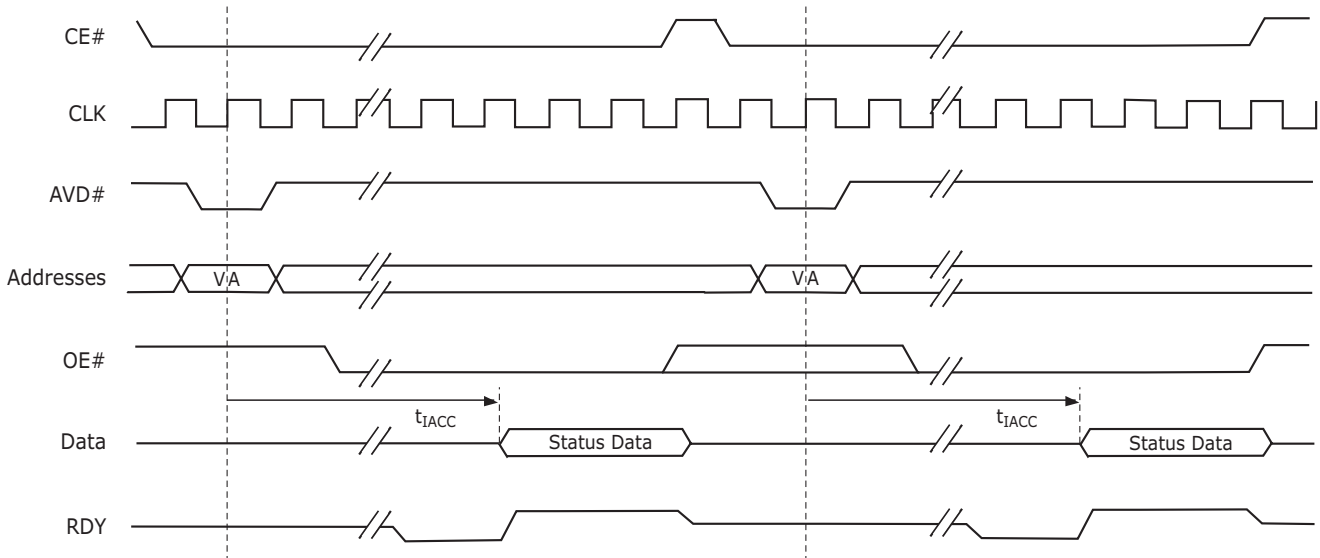 CE#
CLK
AVD#
Addresses VA VA
OE#
tIACC tIACC
Data Status Data Status Data
RDY